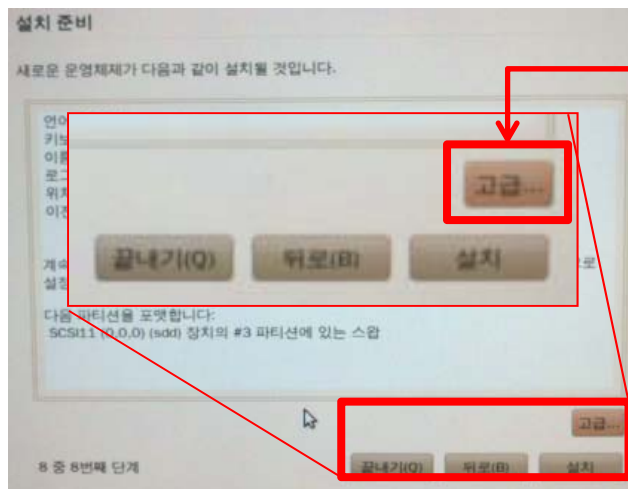 설치 준비
새로운 운영체제가 다음과 같이 설치될 것입니다.
언어
키보
이름
로그
위치
이전
고급...
끝내기(Q) 뒤로(B) 설치
계속
으로
설정
다음 파티션을 포맷합니다:
SCSI11 (0,0,0) (sdd) 장치의 #3 파티션에 있는 스왑
고급...
8 중 8번째 단계
끝내기(Q) 뒤로(B) 설치